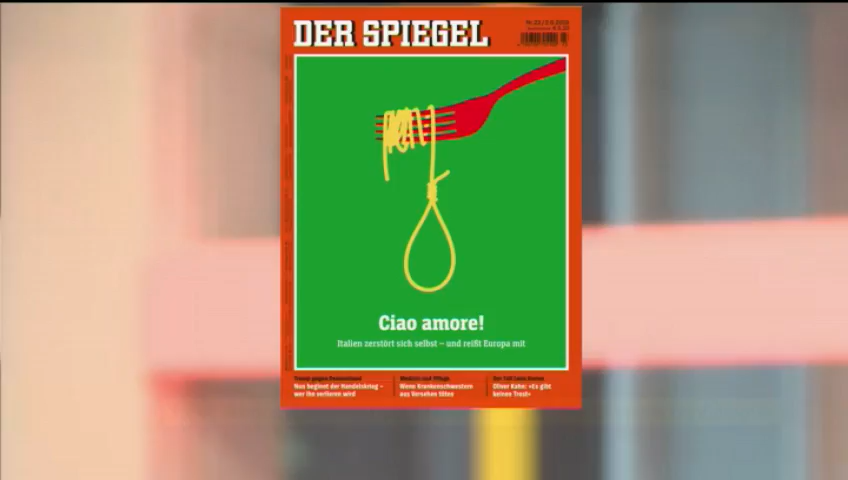 DER SPIEGEL
Ciao amore!
Italien zerstört sich selbst – und reißt Europa mit
Nun beginnt der Handelskrieg –
wer ihn verlieren wird
Wenn Krankenschwestern
aus Versehen töten
Oliver Kahn: «Es gibt
keinen Trost»